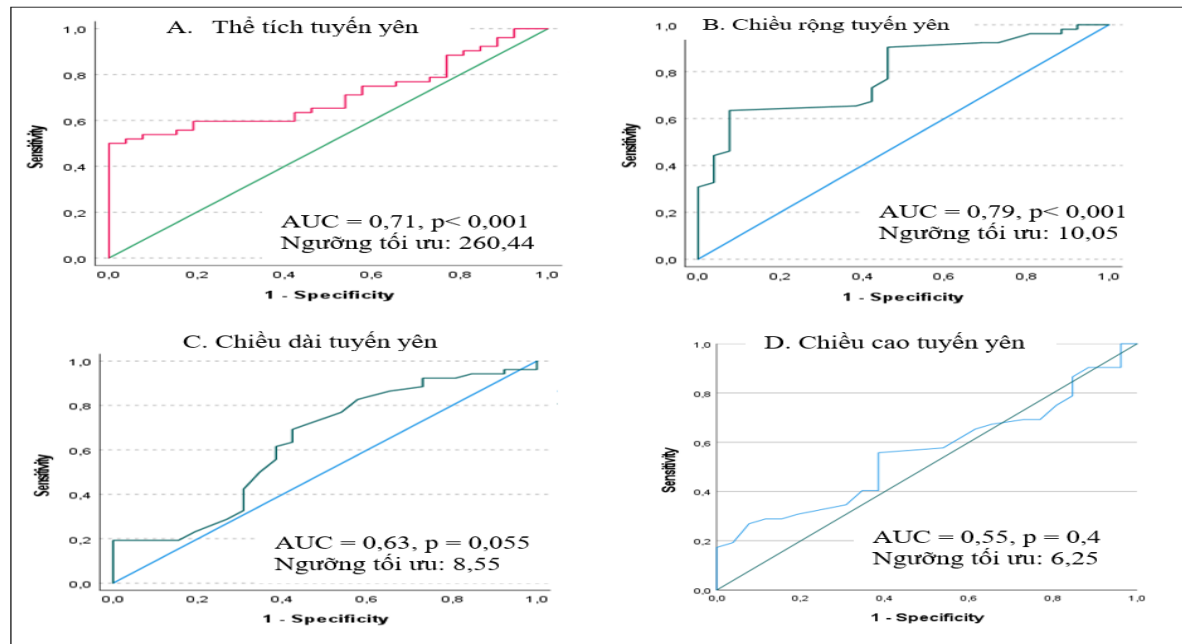 A. Thể tích tuyến yên
1,0
0,8
0,6
0,4
0,2
0,0
Sensitivity
AUC = 0,71, p< 0,001
Ngưỡng tối ưu: 260,44
0,0 0,2 0,4 0,6 0,8 1,0
1 - Specificity
B. Chiều rộng tuyến yên
1,0
0,8
0,6
0,4
0,2
0,0
Sensitivity
AUC = 0,79, p< 0,001
Ngưỡng tối ưu: 10,05
0,0 0,2 0,4 0,6 0,8 1,0
1 - Specificity
C. Chiều dài tuyến yên
1,0
0,8
0,6
0,4
0,2
0,0
Sensitivity
AUC = 0,63, p = 0,055
Ngưỡng tối ưu: 8,55
0,0 0,2 0,4 0,6 0,8 1,0
1 - Specificity
D. Chiều cao tuyến yên
1,0
0,8
0,6
0,4
0,2
0,0
Sensitivity
AUC = 0,55, p = 0,4
Ngưỡng tối ưu: 6,25
0,0 0,2 0,4 0,6 0,8 1,0
1 - Specificity